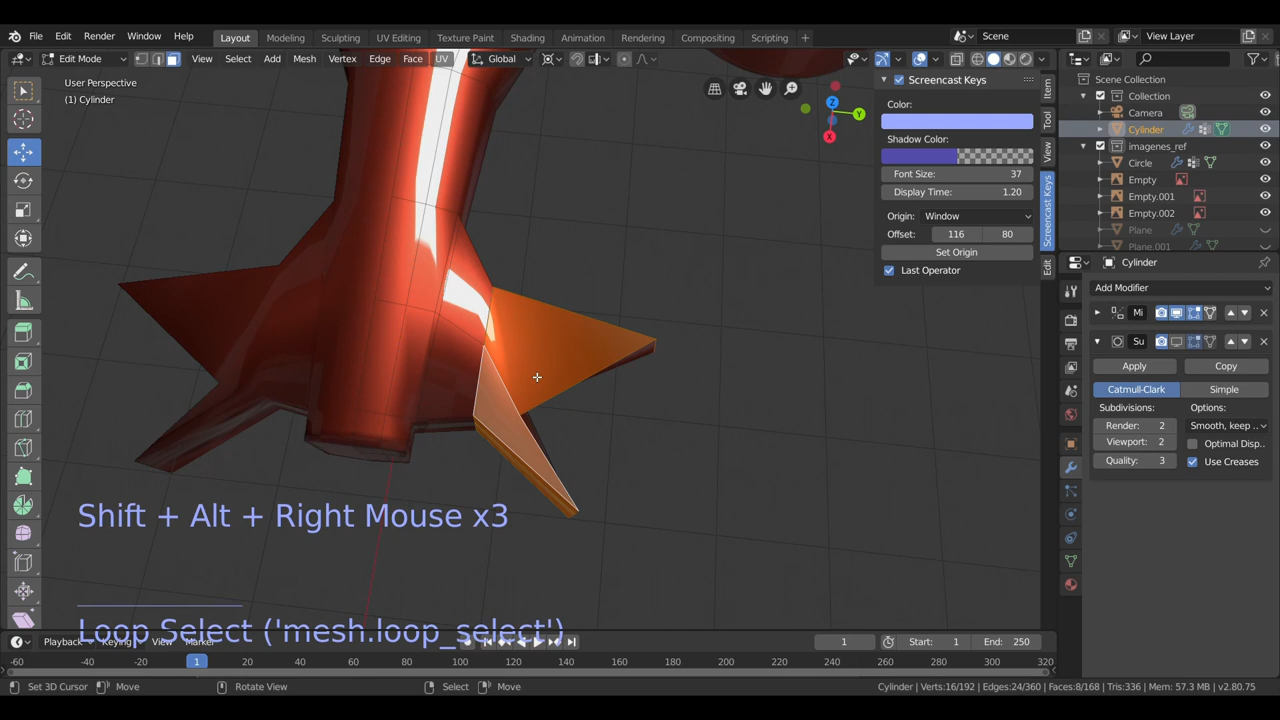 File Edit Render Window Help Layout Modeling Sculpting UV Editing Texture Paint Shading Animation Rendering Compositing Scripting + Scene View Layer
Edit Mode View Select Add Mesh Vertex Edge Face UV Global
User Perspective
(1) Cylinder
Z
Y
X
Screencast Keys
Color:
Shadow Color:
Font Size: 37
Display Time: 1.20
Origin: Window
Offset: 116 80
Set Origin
Last Operator
Item
Tool
View
Screencast Keys
Edit
Scene Collection
Collection
Camera
Cylinder
imagenes_ref
Circle
Empty
Empty.001
Empty.002
Plane
Plane.001
Cylinder
Add Modifier
Mi
Su
Apply Copy
Catmull-Clark Simple
Subdivisions: Options:
Render: 2 Smooth, keep ..
Viewport: 2 Optimal Disp..
Quality: 3 Use Creases
Shift + Alt + Right Mouse x3
Loop Select ('mesh.loop_select')
Playback Keying View Marker 1 Start: 1 End: 250
-60 -40 -20 1 20 40 60 80 100 120 140 160 180 200 220 240 260 280 300 320
Set 3D Cursor Move Rotate View Select Move Cylinder | Verts:16/192 | Edges:24/360 | Faces:8/168 | Tris:336 | Mem: 57.3 MB | v2.80.75